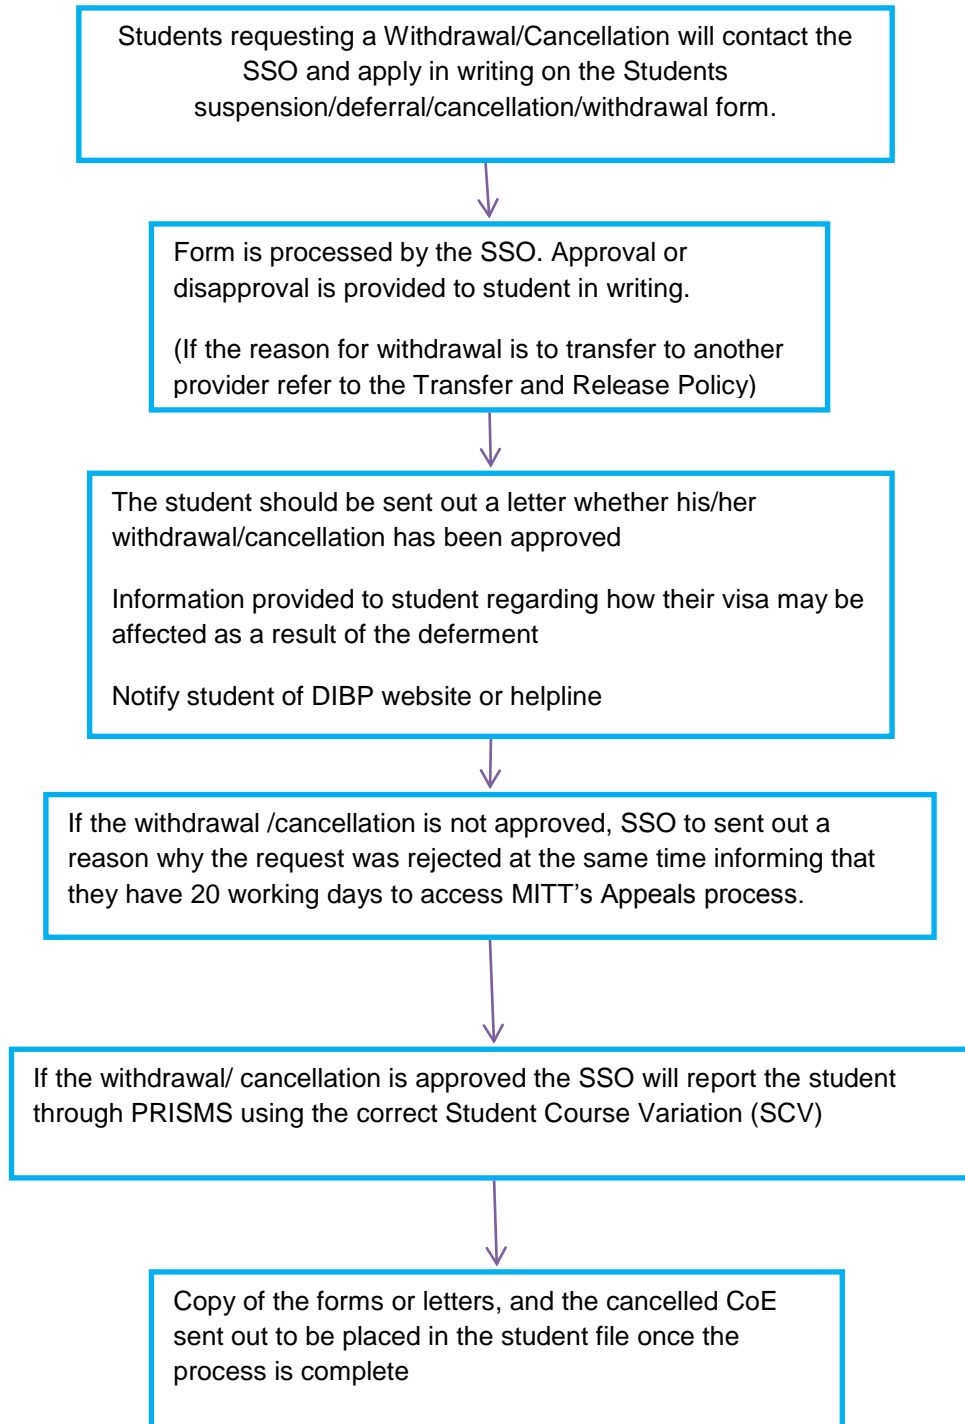 Students requesting a Withdrawal/Cancellation will contact the
SSO and apply in writing on the Students
suspension/deferral/cancellation/withdrawal form.
Form is processed by the SSO. Approval or
disapproval is provided to student in writing.
(If the reason for withdrawal is to transfer to another
provider refer to the Transfer and Release Policy)
The student should be sent out a letter whether his/her
withdrawal/cancellation has been approved
Information provided to student regarding how their visa may be
affected as a result of the deferment
Notify student of DIBP website or helpline
If the withdrawal /cancellation is not approved, SSO to sent out a
reason why the request was rejected at the same time informing that
they have 20 working days to access MITT’s Appeals process.
If the withdrawal/ cancellation is approved the SSO will report the student
through PRISMS using the correct Student Course Variation (SCV)
Copy of the forms or letters, and the cancelled CoE
sent out to be placed in the student file once the
process is complete